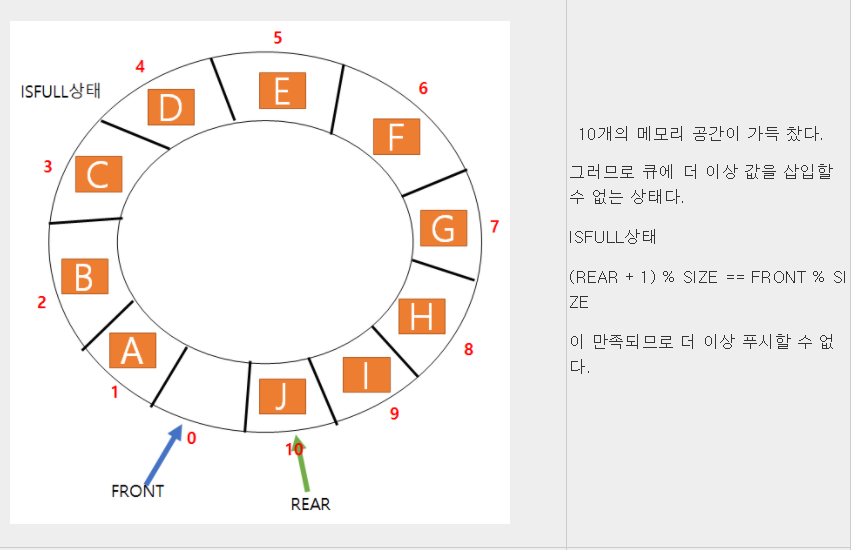 ISFULL상태
5
4
6
E
D
F
3
C
G
7
B
2
H
A
8
I
J
1
9
0
10
FRONT
REAR
10개의 메모리 공간이 가득 찼다.
그러므로 큐에 더 이상 값을 삽입할
수 없는 상태다.
ISFULL상태
(REAR + 1) % SIZE == FRONT % SI
ZE
이 만족되므로 더 이상 푸시할 수 없
다.